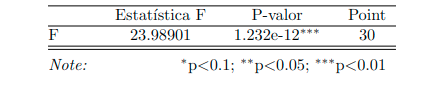 Estatística F P-valor Point
F 23.98901 1.232e-12*** 30
Note: *p<0.1; **p<0.05; ***p<0.01